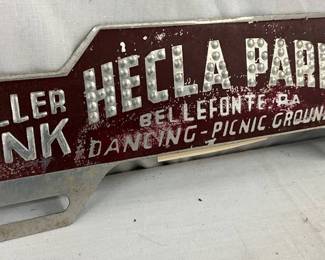 HECLA PAR
LLER
NK
BELLEFONTE PA
DANCING - PICNIC GROUN